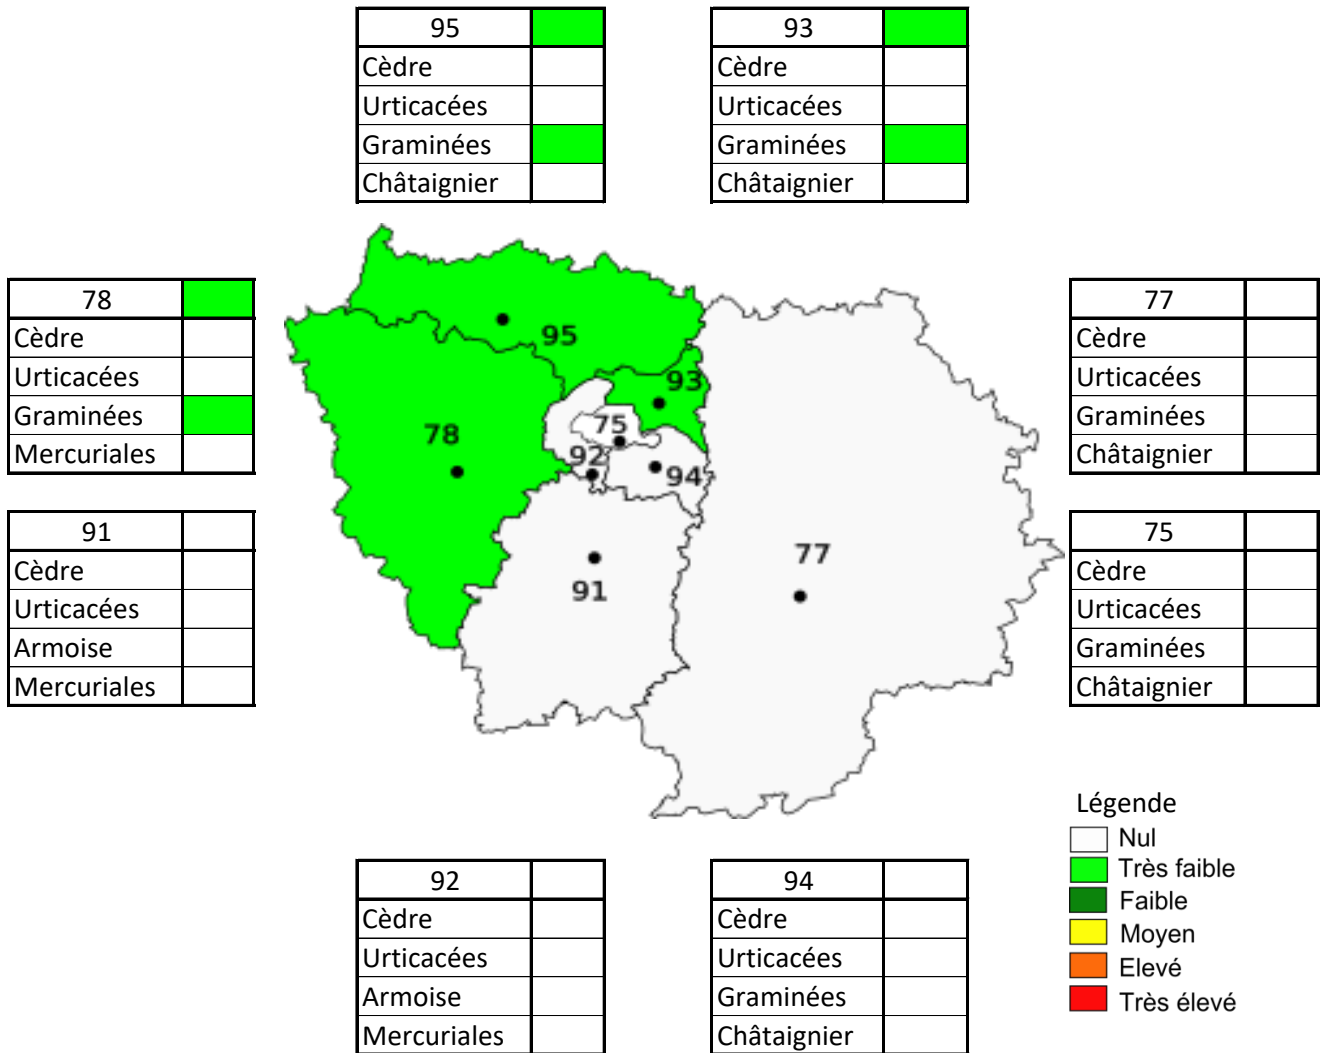 95
Cèdre
Urticacées
Graminées
Châtaignier
93
Cèdre
Urticacées
Graminées
Châtaignier
78
Cèdre
Urticacées
Graminées
Mercuriales
91
Cèdre
Urticacées
Armoise
Mercuriales
95
93
75
78
92
94
77
91
77
Cèdre
Urticacées
Graminées
Châtaignier
75
Cèdre
Urticacées
Graminées
Châtaignier
92
Cèdre
Urticacées
Armoise
Mercuriales
94
Cèdre
Urticacées
Graminées
Châtaignier
Légende
Nul
Très faible
Faible
Moyen
Elevé
Très élevé